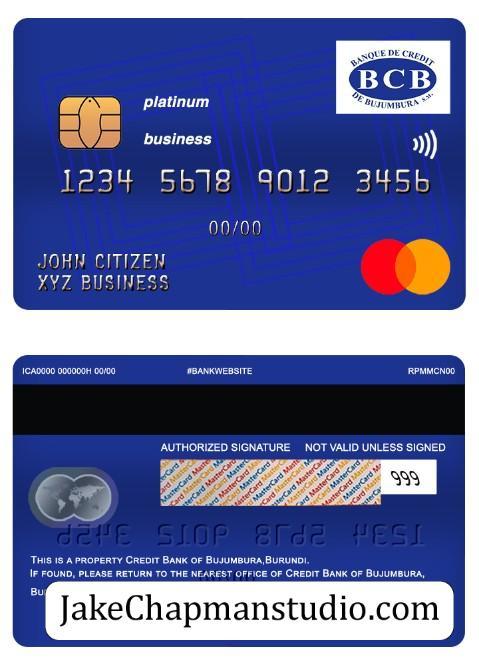 BANQUE DE CREDIT
BCB
DE BUJUMBURA s.m.
platinum
business
1234 5678 9012 3456
00/00
JOHN CITIZEN
XYZ BUSINESS
ICA0000 000000H 00/00 #BANKWEBSITE RPMMCN00
AUTHORIZED SIGNATURE NOT VALID UNLESS SIGNED
MasterCard MasterCard MasterCard
999
THIS IS A PROPERTY CREDIT BANK OF BUJUMBURA,BURUNDI.
IF FOUND, PLEASE RETURN TO THE NEAREST OFFICE OF CREDIT BANK OF BUJUMBURA,
JakeChapmanstudio.com